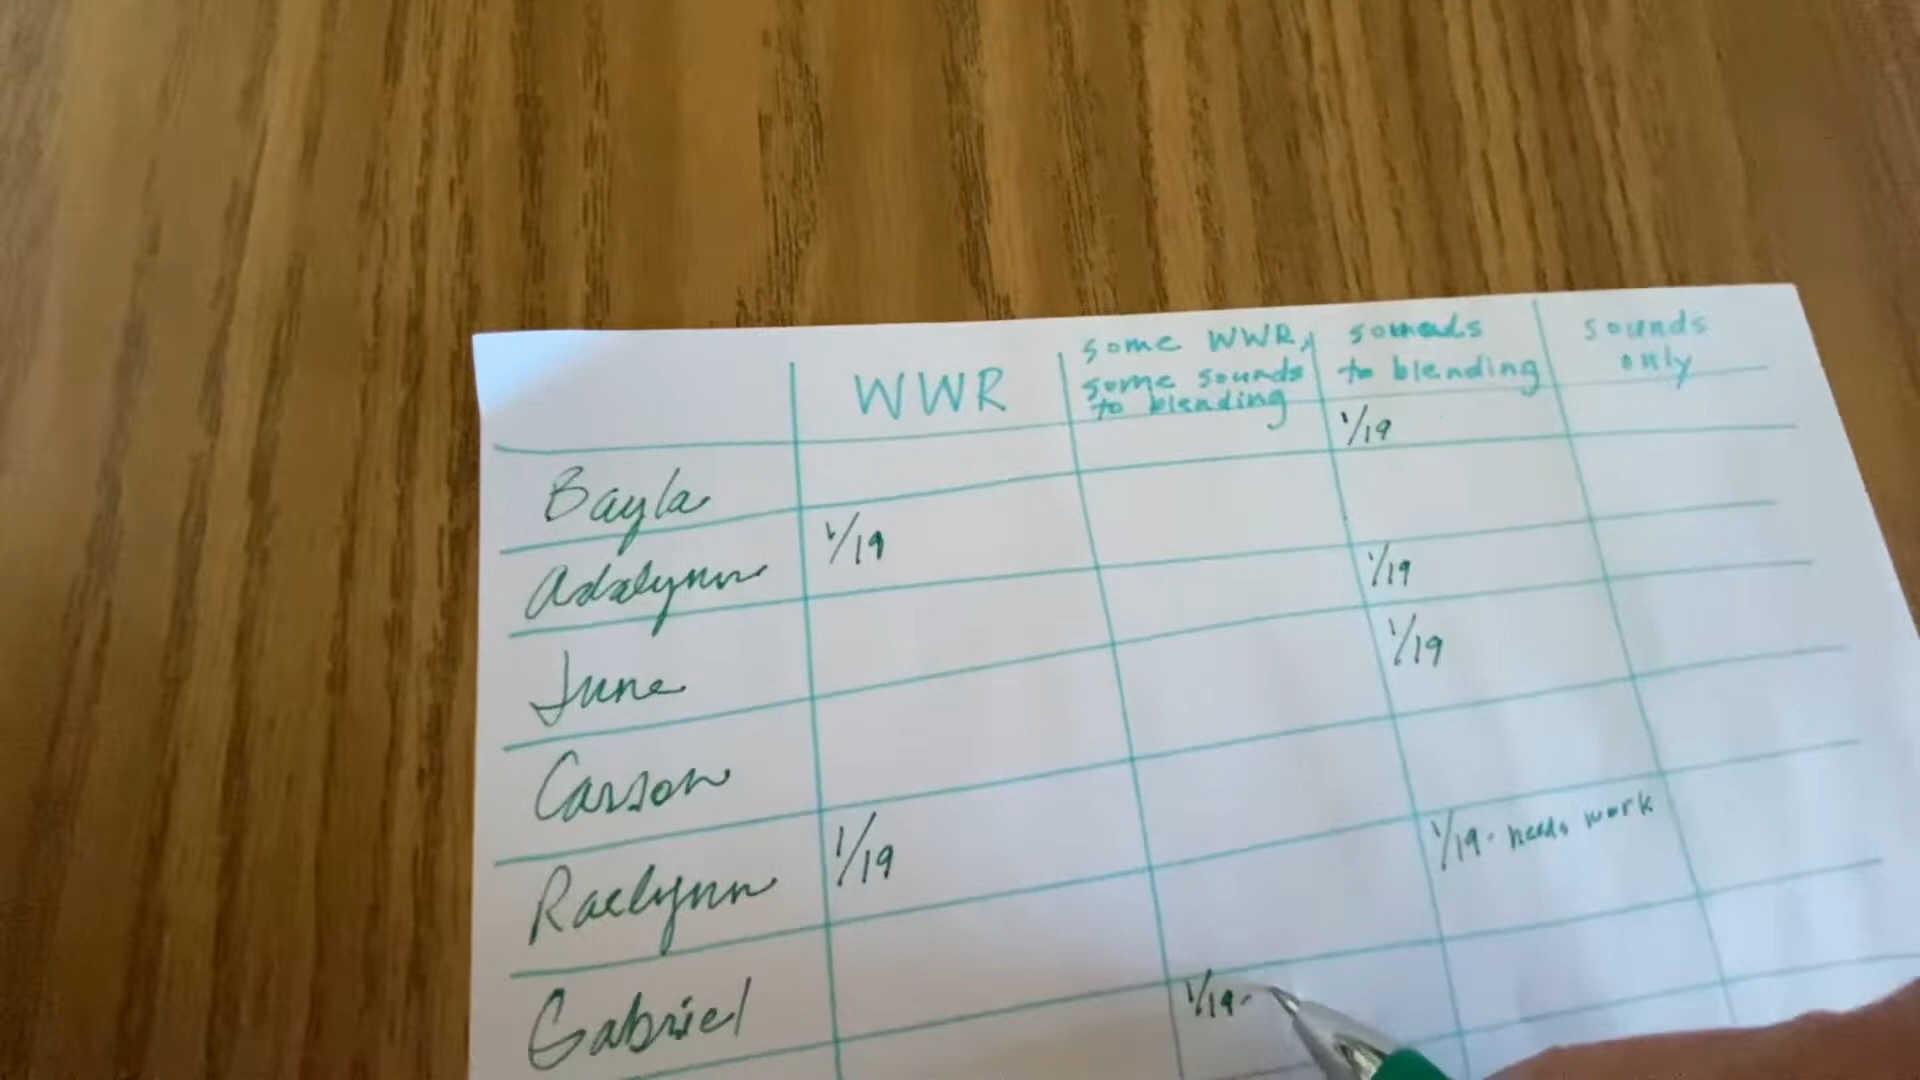 WWR
some WWR,
some sounds
to blending
sounds
to blending
sounds
only
Bayla 1/19
Adalynn 1/19
June 1/19
Carson 1/19
Raelynn 1/19
Gabriel 1/19 - needs work
1/19 -